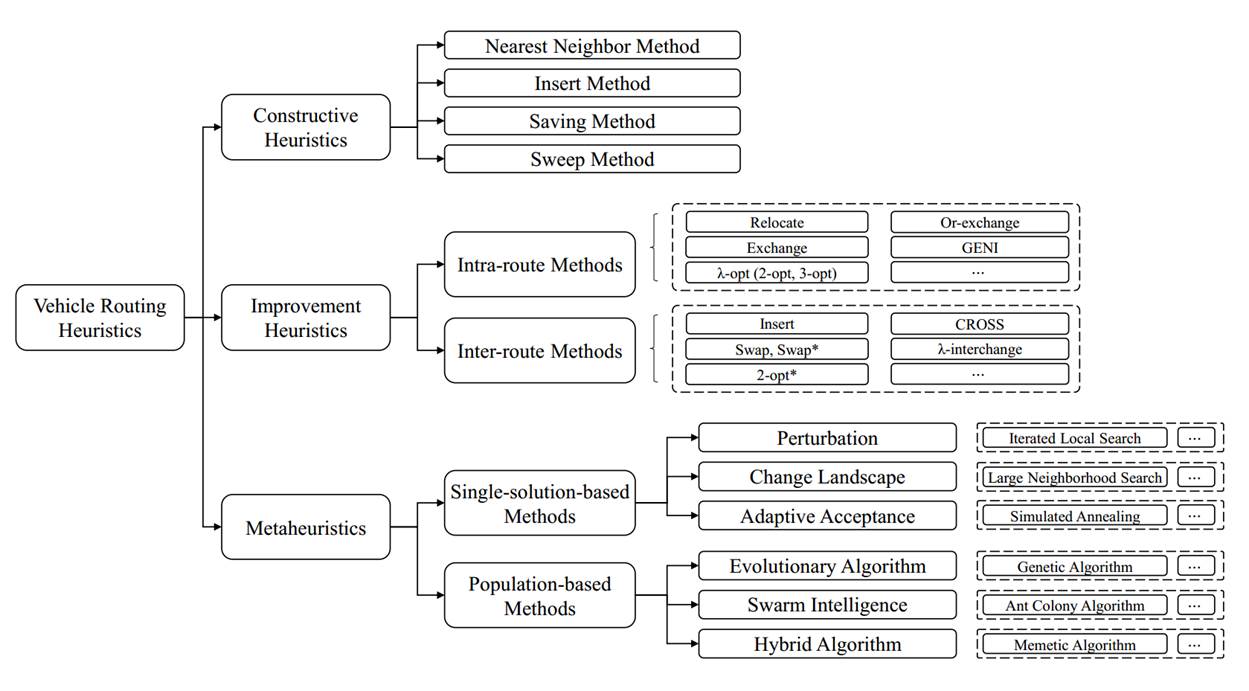 Vehicle Routing
Heuristics
Constructive
Heuristics
Nearest Neighbor Method
Insert Method
Saving Method
Sweep Method
Improvement
Heuristics
Intra-route Methods
Relocate
Or-exchange
Exchange
GENI
λ-opt (2-opt, 3-opt)
...
Inter-route Methods
Insert
CROSS
Swap, Swap*
λ-interchange
2-opt*
...
Metaheuristics
Single-solution-based
Methods
Perturbation
Iterated Local Search
...
Change Landscape
Large Neighborhood Search
...
Adaptive Acceptance
Simulated Annealing
...
Population-based
Methods
Evolutionary Algorithm
Genetic Algorithm
...
Swarm Intelligence
Ant Colony Algorithm
...
Hybrid Algorithm
Memetic Algorithm
...